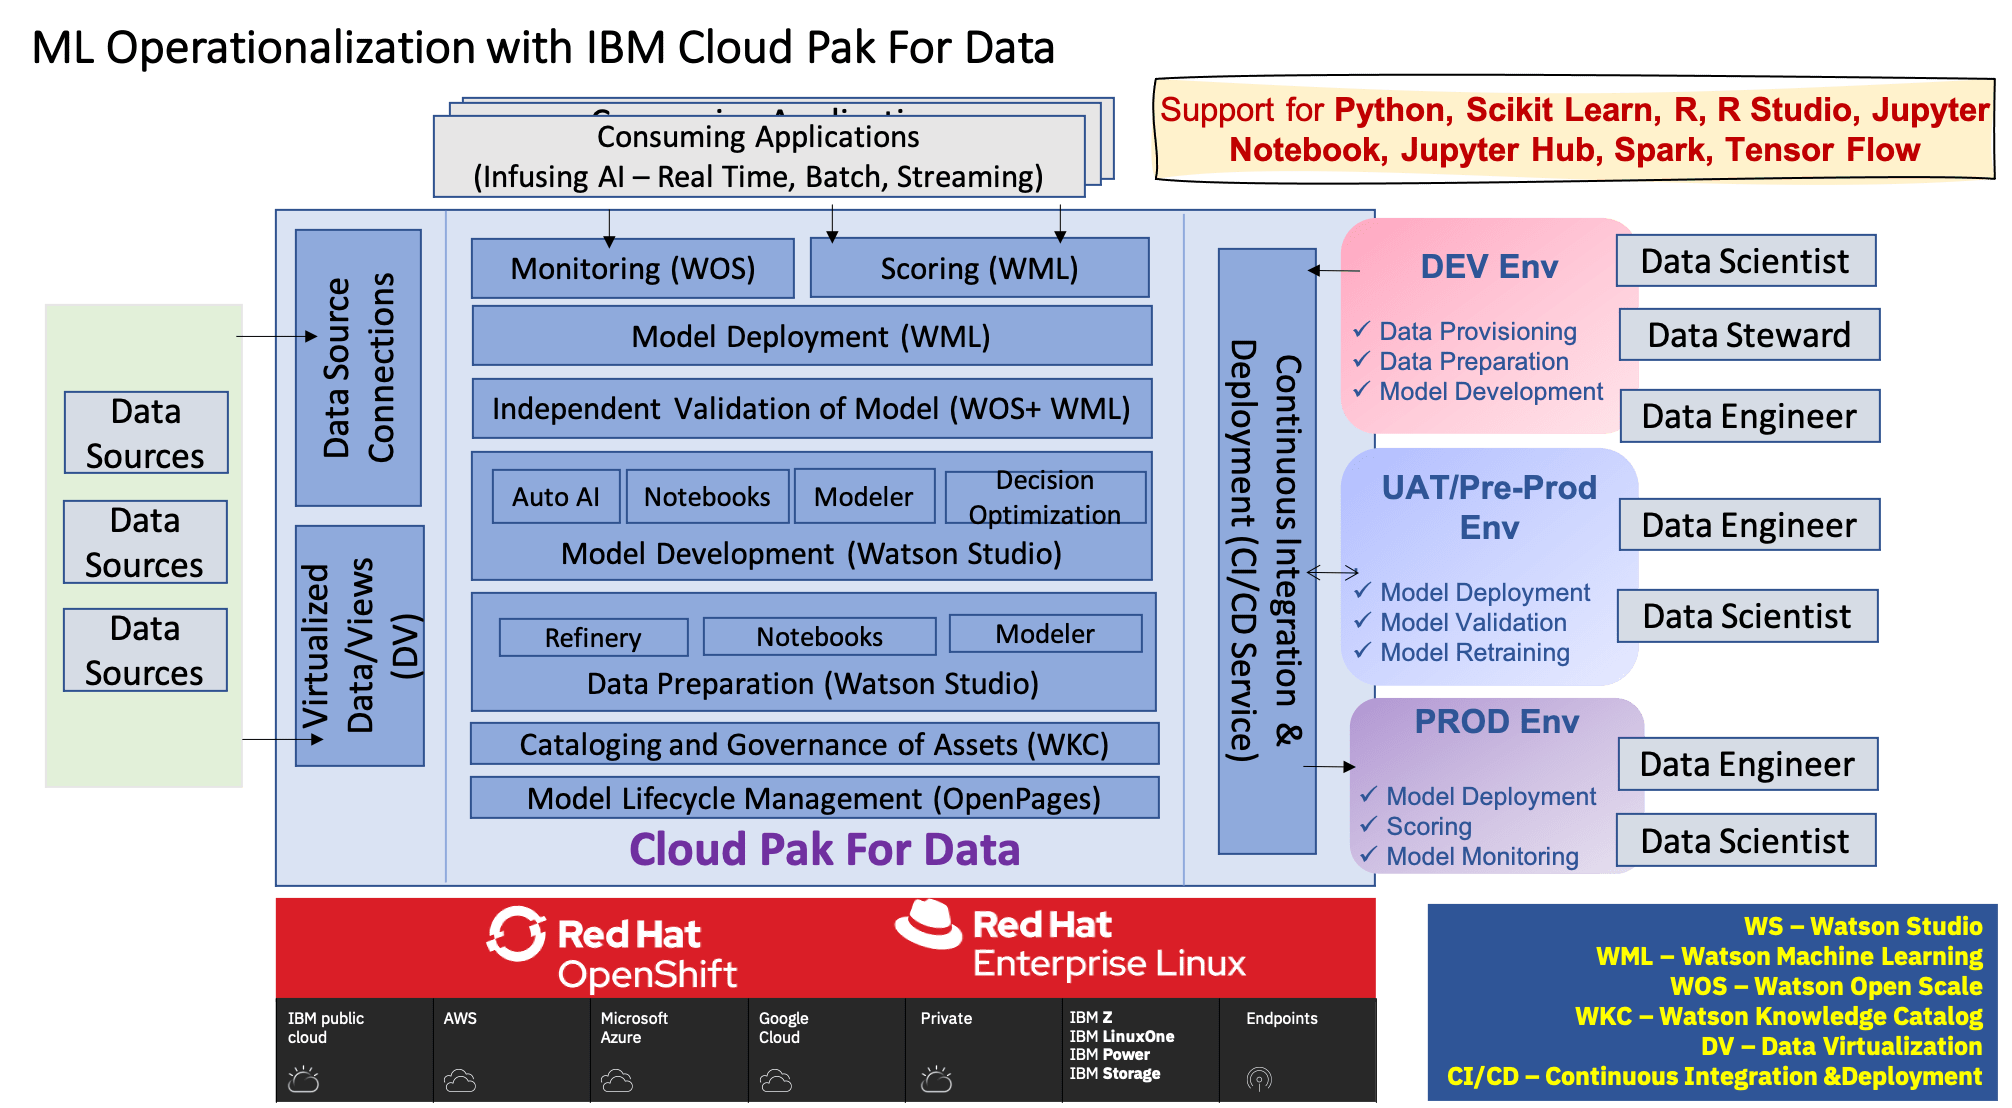 ML Operationalization with IBM Cloud Pak For Data
Consuming Applications
(Infusing AI – Real Time, Batch, Streaming)
Support for Python, Scikit Learn, R, R Studio, Jupyter
Notebook, Jupyter Hub, Spark, Tensor Flow
Data
Sources
Data
Sources
Data
Sources
Data Source
Connections
Virtualized
Data/Views
(DV)
Monitoring (WOS)
Scoring (WML)
Model Deployment (WML)
Independent Validation of Model (WOS+ WML)
Auto AI
Notebooks
Modeler
Decision
Optimization
Model Development (Watson Studio)
Refinery
Notebooks
Modeler
Data Preparation (Watson Studio)
Cataloging and Governance of Assets (WKC)
Model Lifecycle Management (OpenPages)
Cloud Pak For Data
Continuous Integration &
Deployment (CI/CD Service)
DEV Env
✓ Data Provisioning
✓ Data Preparation
✓ Model Development
Data Scientist
Data Steward
Data Engineer
UAT/Pre-Prod
Env
✓ Model Deployment
✓ Model Validation
✓ Model Retraining
Data Engineer
Data Scientist
PROD Env
✓ Model Deployment
✓ Scoring
✓ Model Monitoring
Data Engineer
Data Scientist
Red Hat
OpenShift
Red Hat
Enterprise Linux
IBM public
cloud
AWS
Microsoft
Azure
Google
Cloud
Private
IBM Z
IBM LinuxOne
IBM Power
IBM Storage
Endpoints
WS – Watson Studio
WML – Watson Machine Learning
WOS – Watson Open Scale
WKC – Watson Knowledge Catalog
DV – Data Virtualization
CI/CD – Continuous Integration &Deployment